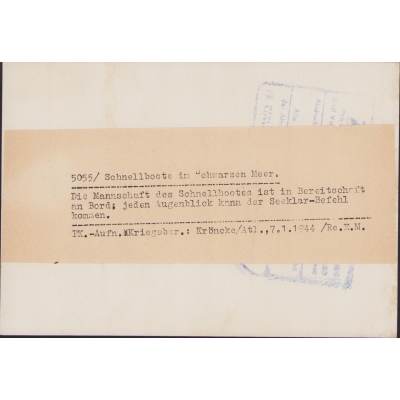 5055/ Schnellboote im Schwarzen Meer.
Die Mannschaft des Schnellbootes ist in Bereitschaft
an Bord; jeden Augenblick kann der Seeklar-Befehl
kommen.
PK.-Aufn. Kriegsber.: Kröncke/Atl.,7.1.1944 /Re.H.M.